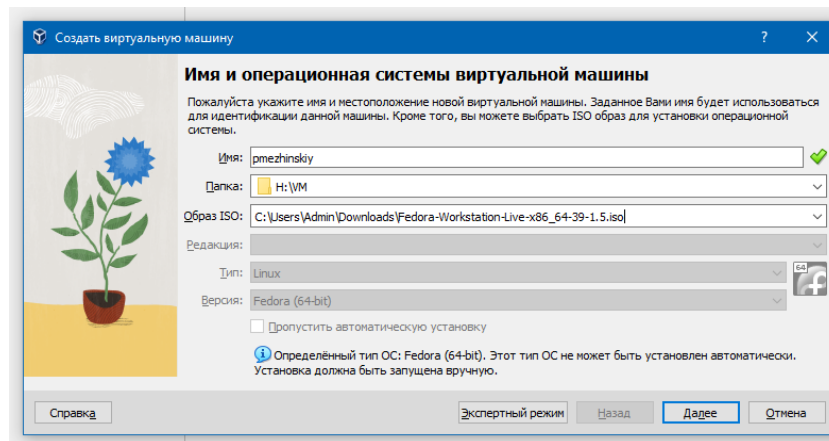 Создать виртуальную машину
Имя и операционная системы виртуальной машины
Пожалуйста укажите имя и местоположение новой виртуальной машины. Заданное Вами имя будет использоваться
для идентификации данной машины. Кроме того, вы можете выбрать ISO образ для установки операционной
системы.
Имя: pmezhinskiy
Папка: H:\VM
Образ ISO: C:\Users\Admin\Downloads\Fedora-Workstation-Live-x86_64-39-1.5.iso
Редакция:
Тип: Linux
64
Версия: Fedora (64-bit)
Пропустить автоматическую установку
Определённый тип ОС: Fedora (64-bit). Этот тип ОС не может быть установлен автоматически.
Установка должна быть запущена вручную.
Справка Экспертный режим Назад Далее Отмена